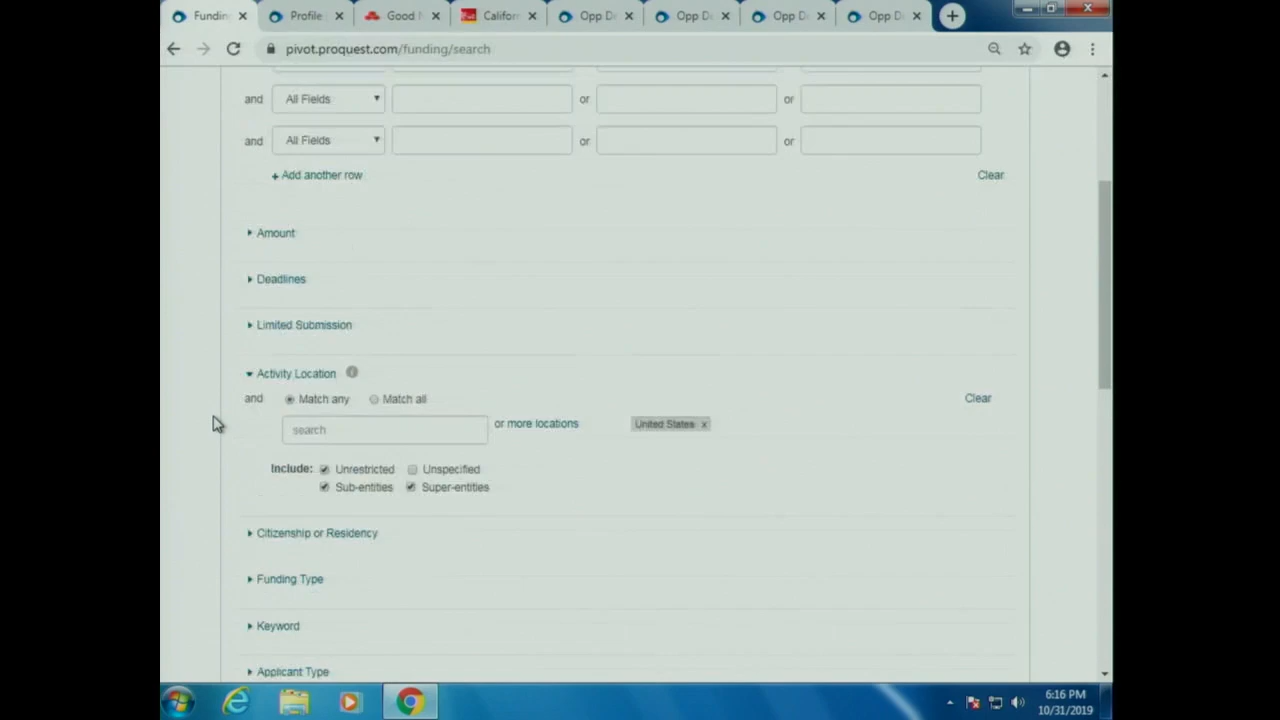 Funding
Profile
Good
Califor
Opp D
Opp D
Opp D
Opp D
pivot.proquest.com/funding/search
and All Fields or or
and All Fields or or
+ Add another row Clear
Amount
Deadlines
Limited Submission
Activity Location i
and Match any Match all Clear
search or more locations United States x
Include: Unrestricted Unspecified
Sub-entities Super-entities
Citizenship or Residency
Funding Type
Keyword
Applicant Type
6:16 PM
10/31/2019